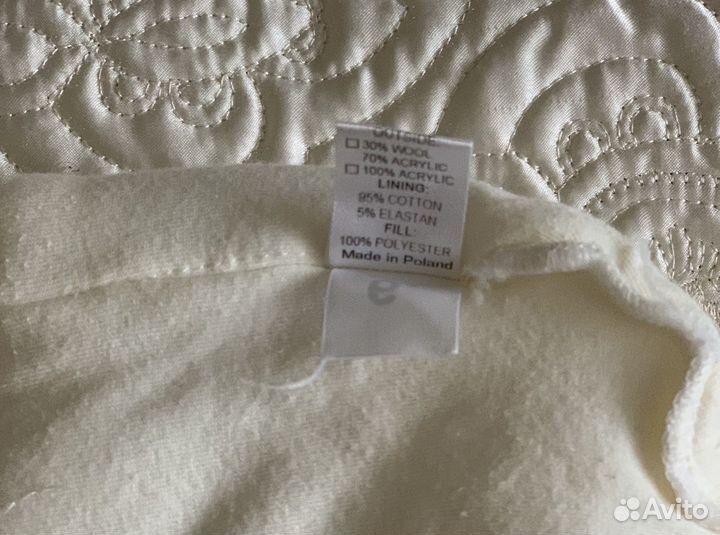 OUTSIDE:
☐ 30% WOOL
70% ACRYLIC
☐ 100% ACRYLIC
LINING:
95% COTTON
5% ELASTAN
FILL:
100% POLYESTER
Made in Poland
Avito